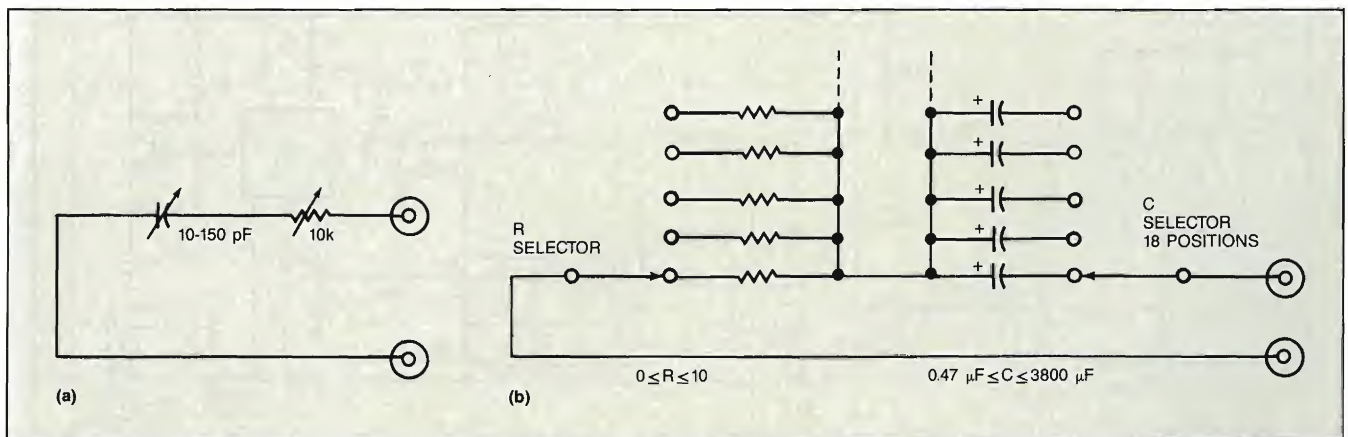 10-150 pF
10k
(a)
R
SELECTOR
+
+
+
+
+
C
SELECTOR
18 POSITIONS
0≤R≤10
0.47 μF≤C≤3800 μF
(b)